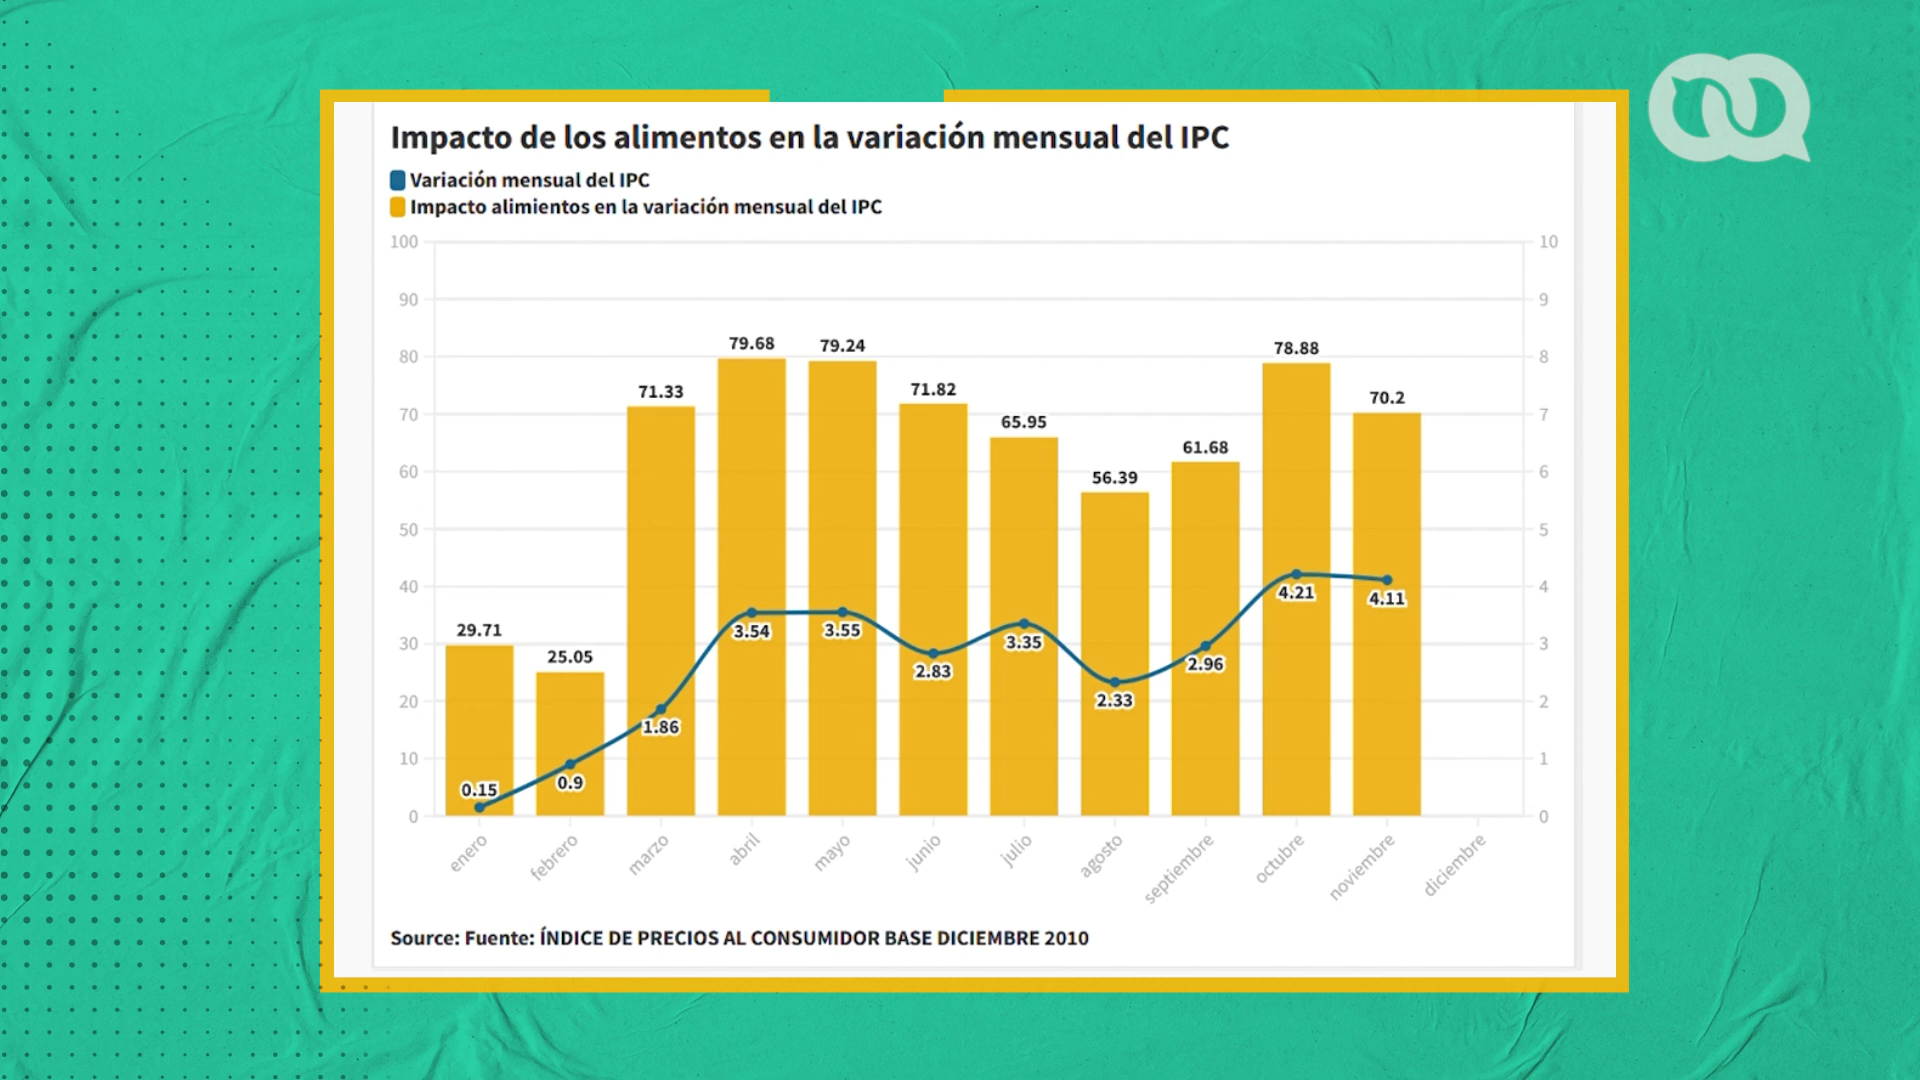 Impacto de los alimentos en la variación mensual del IPC
Variación mensual del IPC
Impacto alimientos en la variación mensual del IPC
100 10
90 9
80 8
70 7
60 6
50 5
40 4
30 3
20 2
10 1
0 0
29.71 25.05 71.33 79.68 79.24 71.82 65.95 56.39 61.68 78.88 70.2
0.15 0.9 1.86 3.54 3.55 2.83 3.35 2.33 2.96 4.21 4.11
enero febrero marzo abril mayo junio julio agosto septiembre octubre noviembre diciembre
Source: Fuente: ÍNDICE DE PRECIOS AL CONSUMIDOR BASE DICIEMBRE 2010